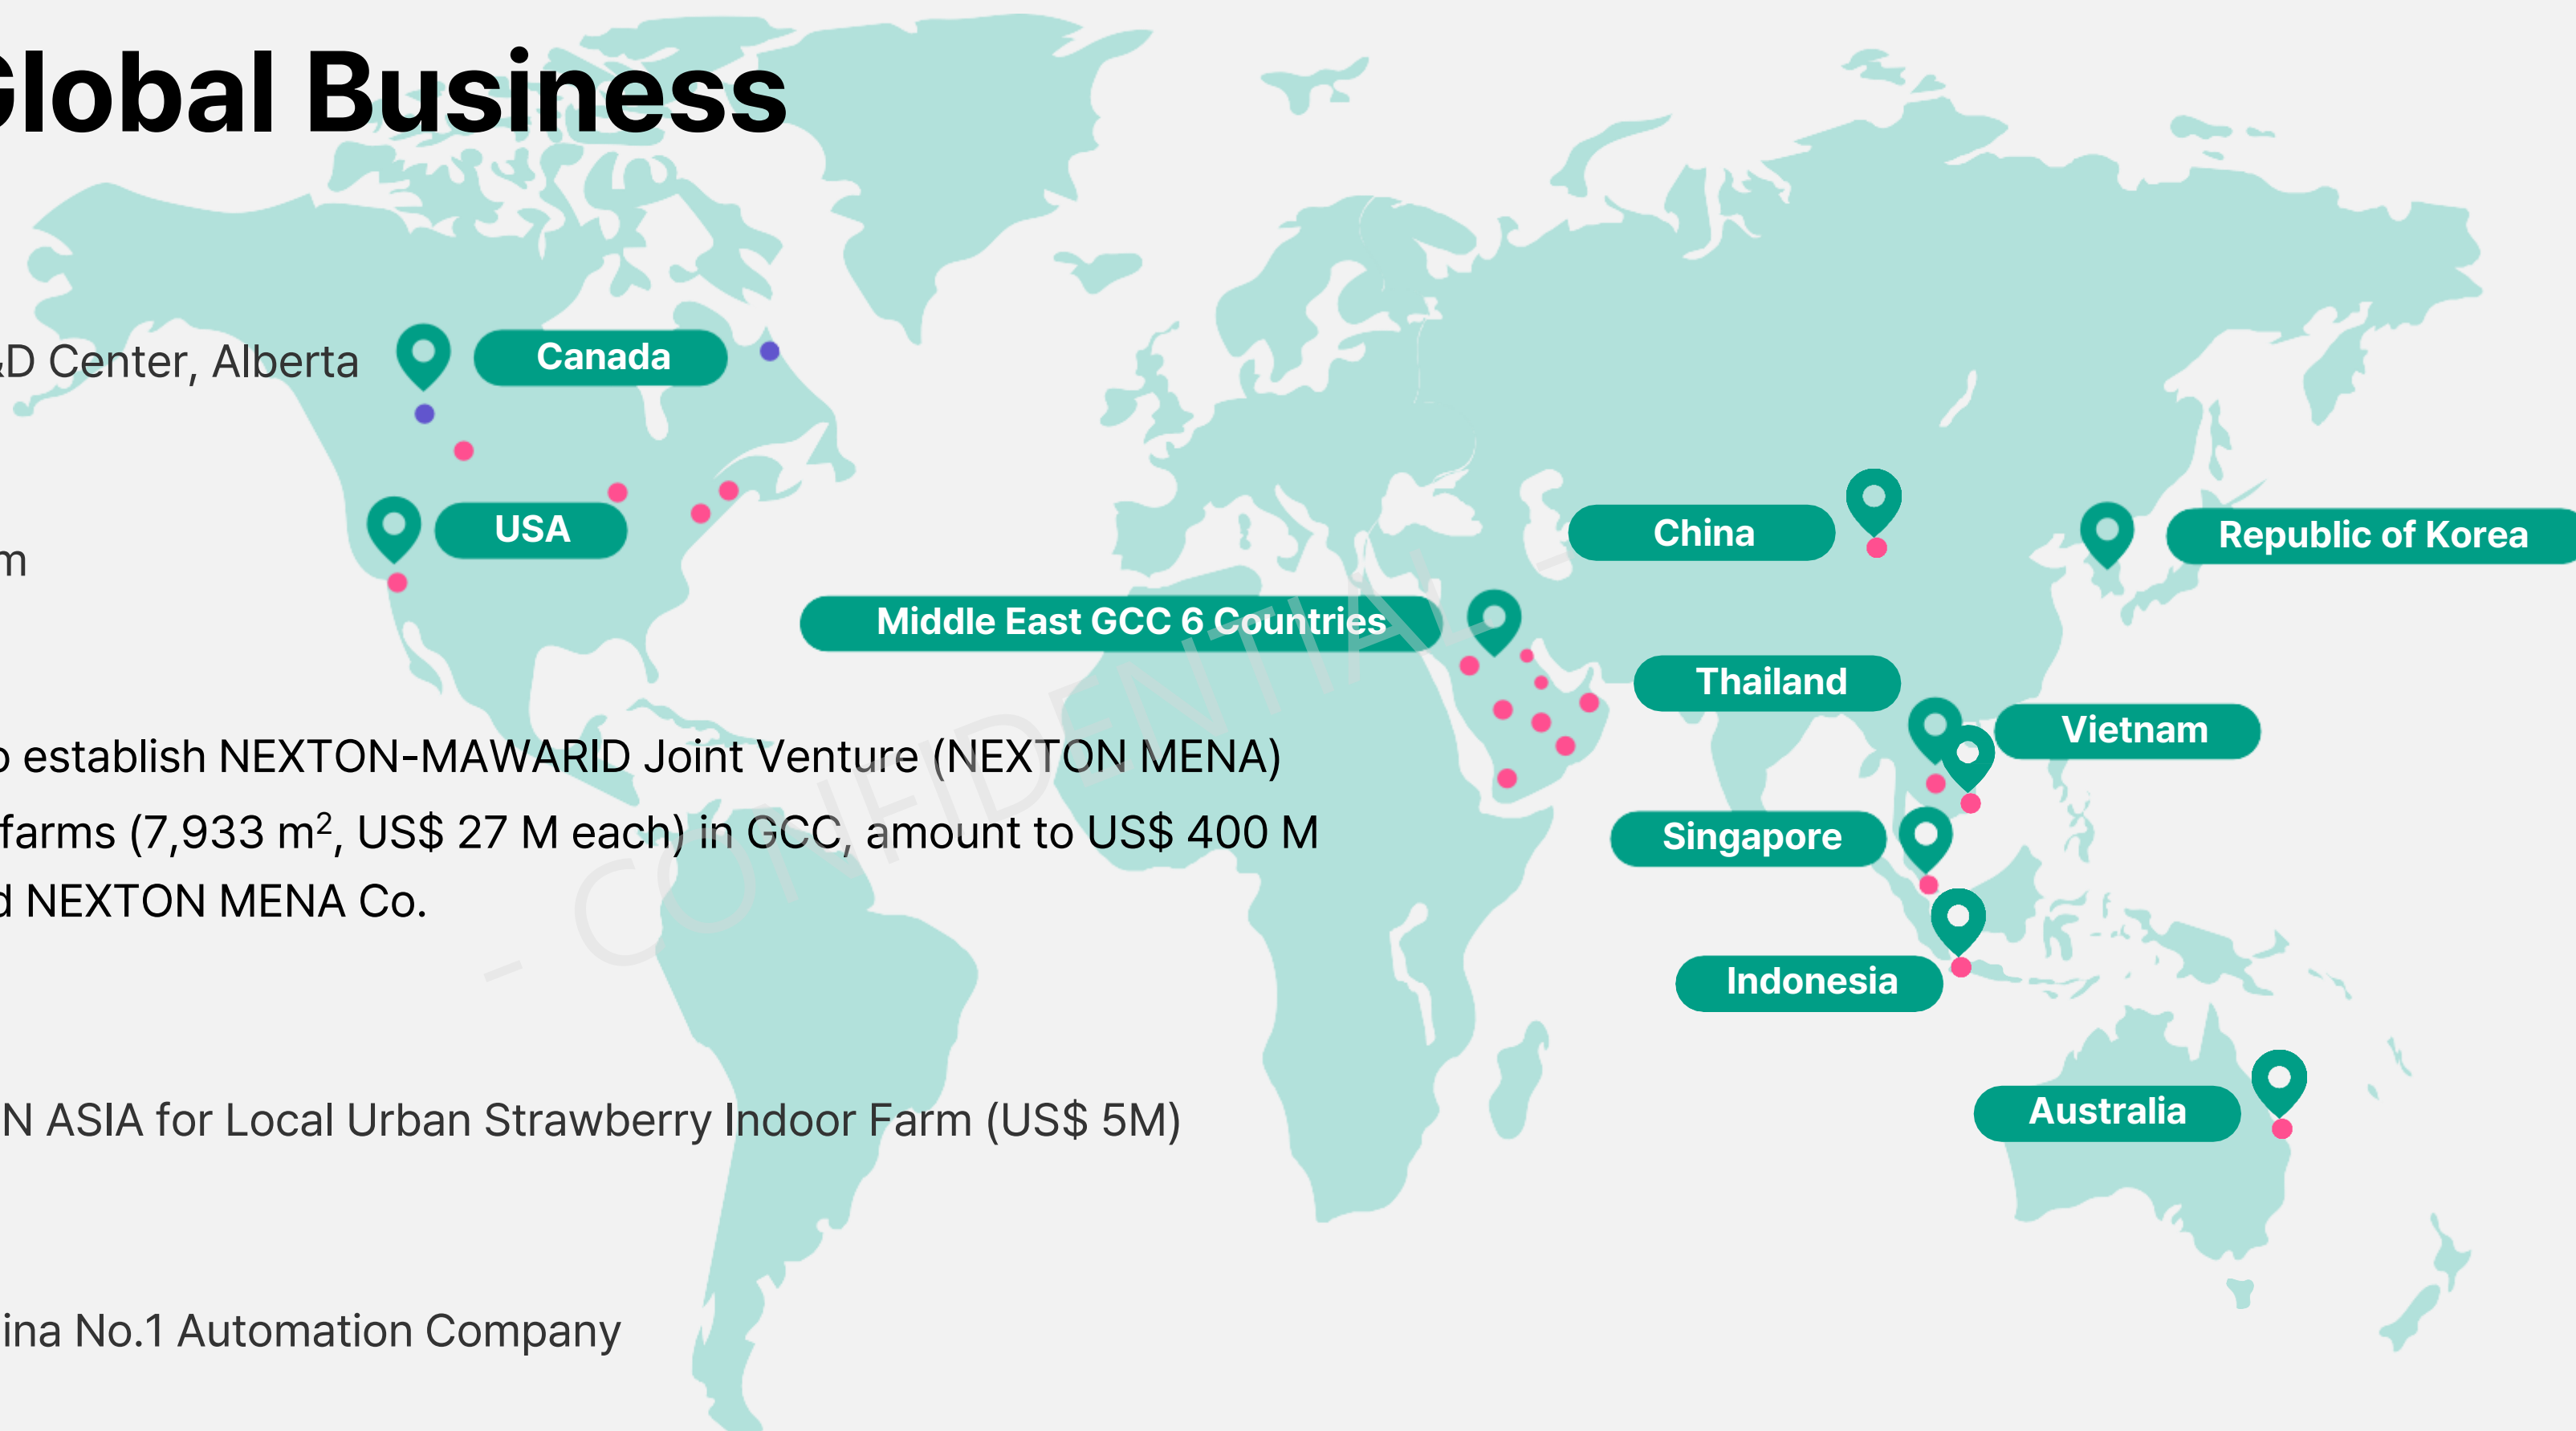 Global Business
&D Center, Alberta
Canada
USA
China
Republic of Korea
m
Middle East GCC 6 Countries
Thailand
Vietnam
o establish NEXTON-MAWARID Joint Venture (NEXTON MENA)
farms (7,933 m², US$ 27 M each) in GCC, amount to US$ 400 M
Singapore
d NEXTON MENA Co.
- CONFIDENTIAL -
Indonesia
Australia
N ASIA for Local Urban Strawberry Indoor Farm (US$ 5M)
ina No.1 Automation Company